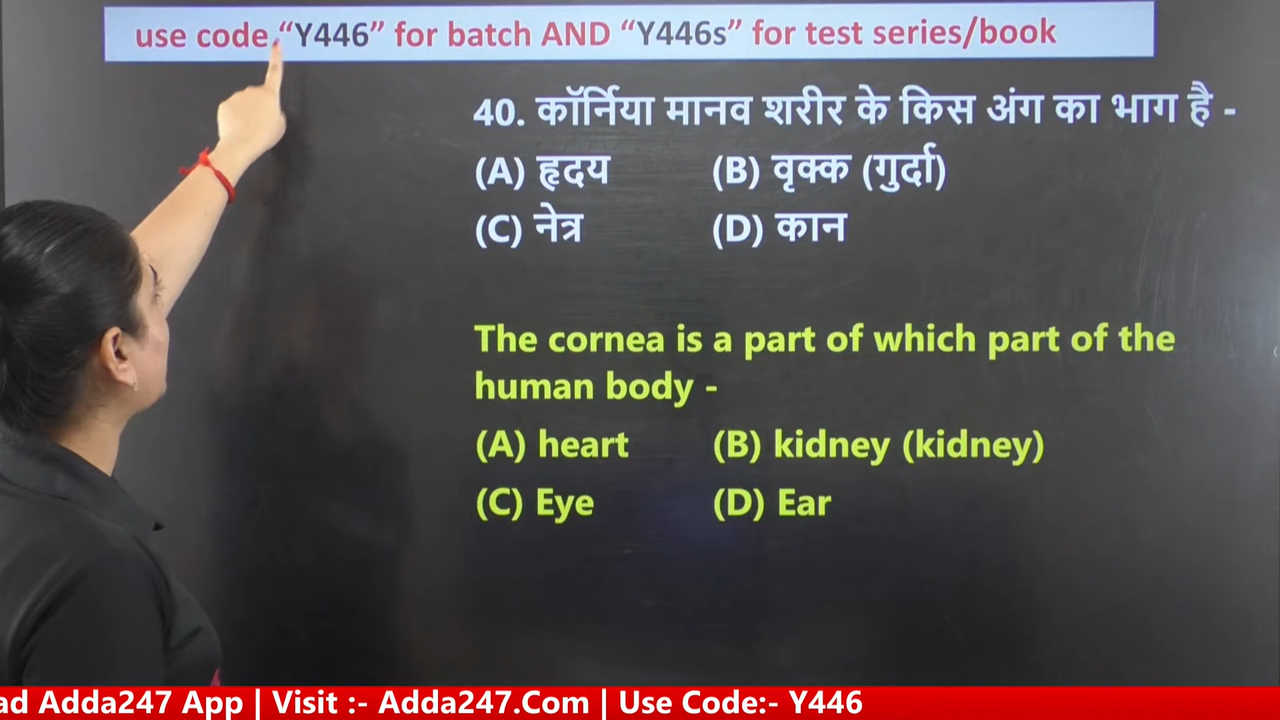 use code “Y446” for batch AND “Y446s” for test series/book
40. कॉर्निया मानव शरीर के किस अंग का भाग है -
(A) हृदय (B) वृक्क (गुर्दा)
(C) नेत्र (D) कान
The cornea is a part of which part of the
human body -
(A) heart (B) kidney (kidney)
(C) Eye (D) Ear
ad Adda247 App | Visit :- Adda247.Com | Use Code:- Y446